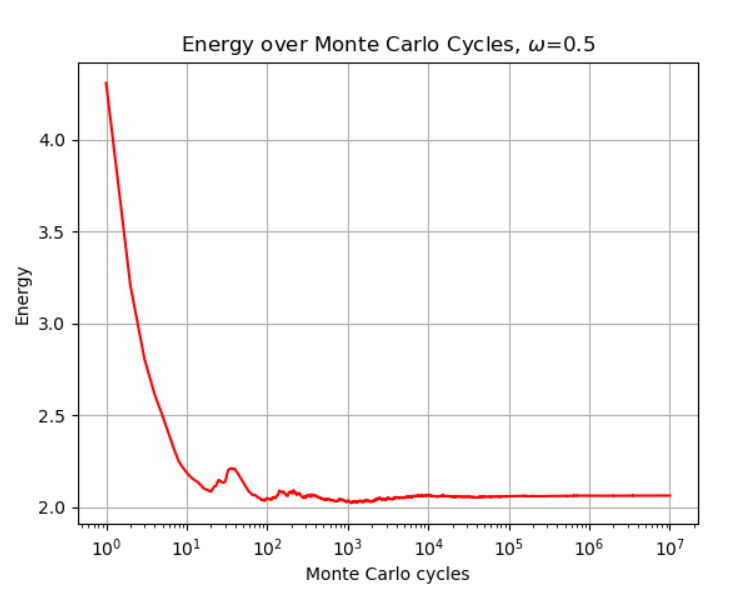 Energy over Monte Carlo Cycles, ω=0.5
Energy
4.0
3.5
3.0
2.5
2.0
10⁰ 10¹ 10² 10³ 10⁴ 10⁵ 10⁶ 10⁷
Monte Carlo cycles